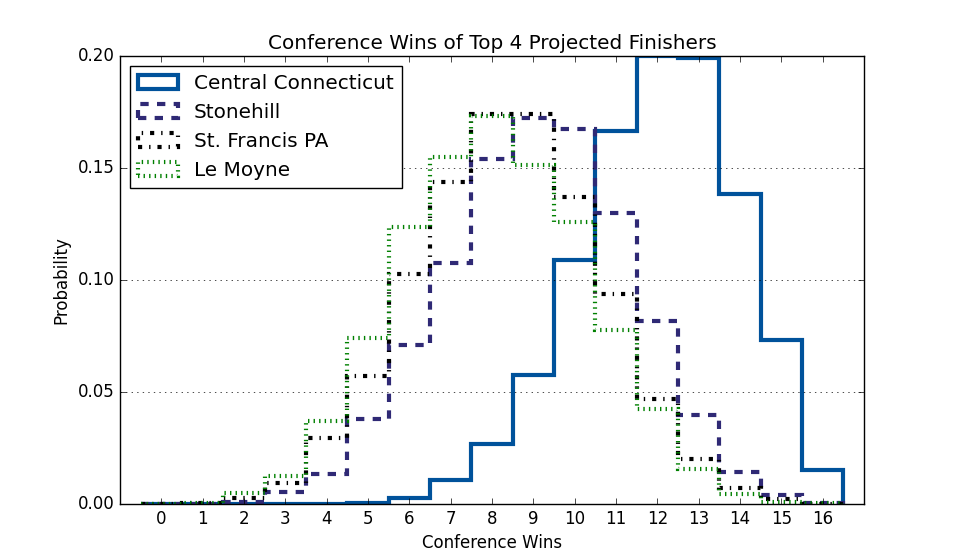 Conference Wins of Top 4 Projected Finishers
Central Connecticut
Stonehill
St. Francis PA
Le Moyne
0.20
0.15
0.10
0.05
0.00
Probability
0 1 2 3 4 5 6 7 8 9 10 11 12 13 14 15 16
Conference Wins